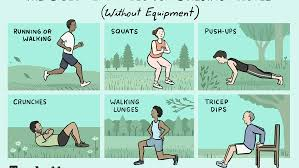 (Without Equipment)
RUNNING OR
WALKING
SQUATS
PUSH-UPS
CRUNCHES
WALKING
LUNGES
TRICEP
DIPS